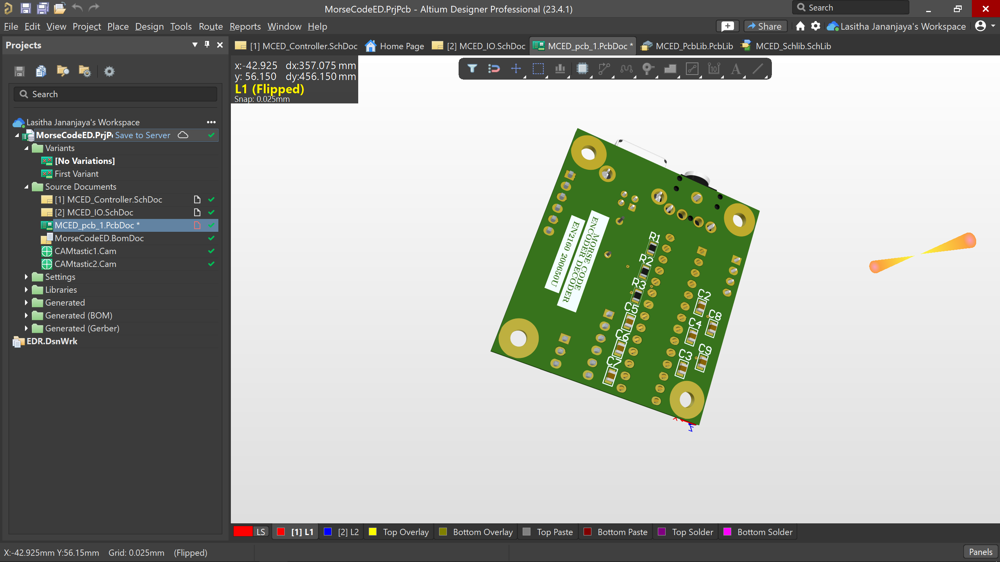 MorseCodeED.PrjPcb - Altium Designer Professional (23.4.1)
Search
File Edit View Project Place Design Tools Route Reports Window Help
Share
Lasitha Jananjaya's Workspace
Projects
[1] MCED_Controller.SchDoc
Home Page
[2] MCED_IO.SchDoc
MCED_pcb_1.PcbDoc *
MCED_PcbLib.PcbLib
MCED_Schlib.SchLib
x:-42.925 dx:357.075 mm
y: 56.150 dy:456.150 mm
L1 (Flipped)
Snap: 0.025mm
10
Search
Lasitha Jananjaya's Workspace
MorseCodeED.PrjP Save to Server
Variants
[No Variations]
First Variant
Source Documents
[1] MCED_Controller.SchDoc
[2] MCED_IO.SchDoc
MCED_pcb_1.PcbDoc *
MorseCodeED.BomDoc
CAMtastic1.Cam
CAMtastic2.Cam
Settings
Libraries
Generated
Generated (BOM)
Generated (Gerber)
EDR.DsnWrk
MORSE CODE
ENCODER DECODER
EN2160 200650U
R1
R2
R3
C5
C6
C7
C2
C8
C4
C9
C3
X
Z
LS
[1] L1
[2] L2
Top Overlay
Bottom Overlay
Top Paste
Bottom Paste
Top Solder
Bottom Solder
X:-42.925mm Y:56.15mm Grid: 0.025mm (Flipped)
Panels